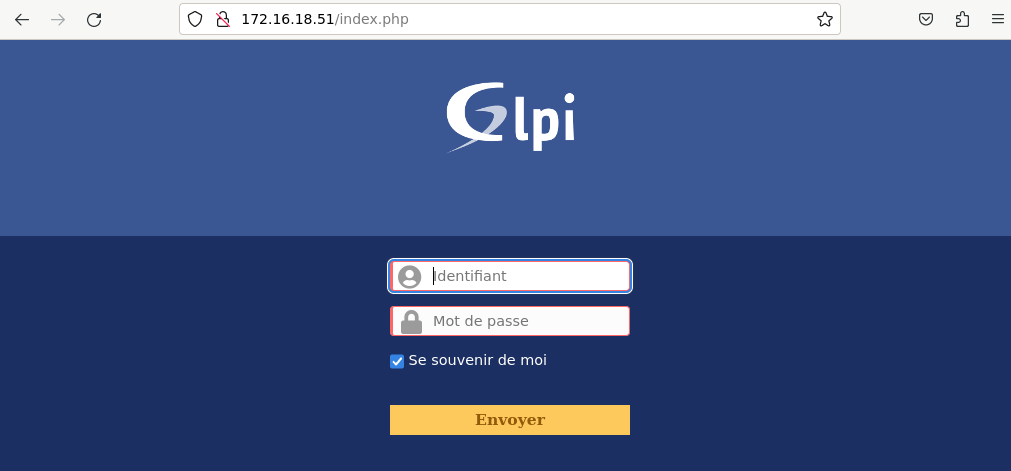 172.16.18.51/index.php
Glpi
Identifiant
Mot de passe
Se souvenir de moi
Envoyer